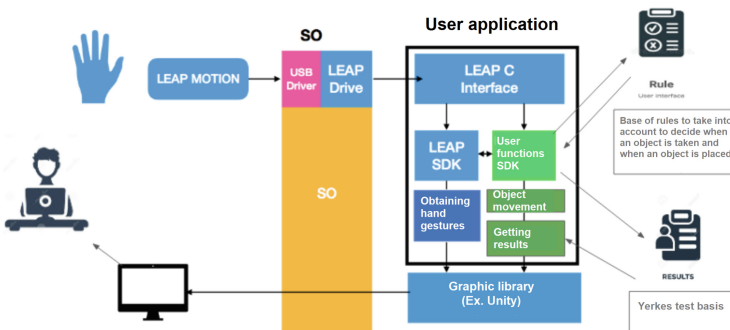 User application
SO
LEAP MOTION
USB
Driver
LEAP
Drive
LEAP C
Interface
Rule
User interface
Base of rules to take into
account to decide when
an object is taken and
when an object is placed
LEAP
SDK
User
functions
SDK
SO
Obtaining
hand
gestures
Object
movement
Getting
results
RESULTS
Graphic library
(Ex. Unity)
Yerkes test basis